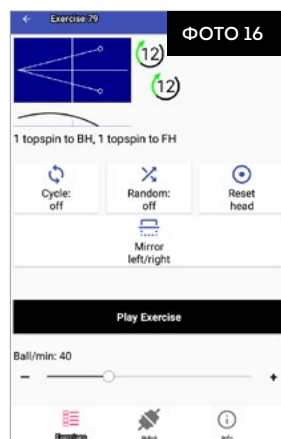 Exercise 79
ФОТО 16
12
12
1 topspin to BH, 1 topspin to FH
Cycle:
off
Random:
off
Reset
head
Mirror
left/right
Play Exercise
Ball/min: 40
Info